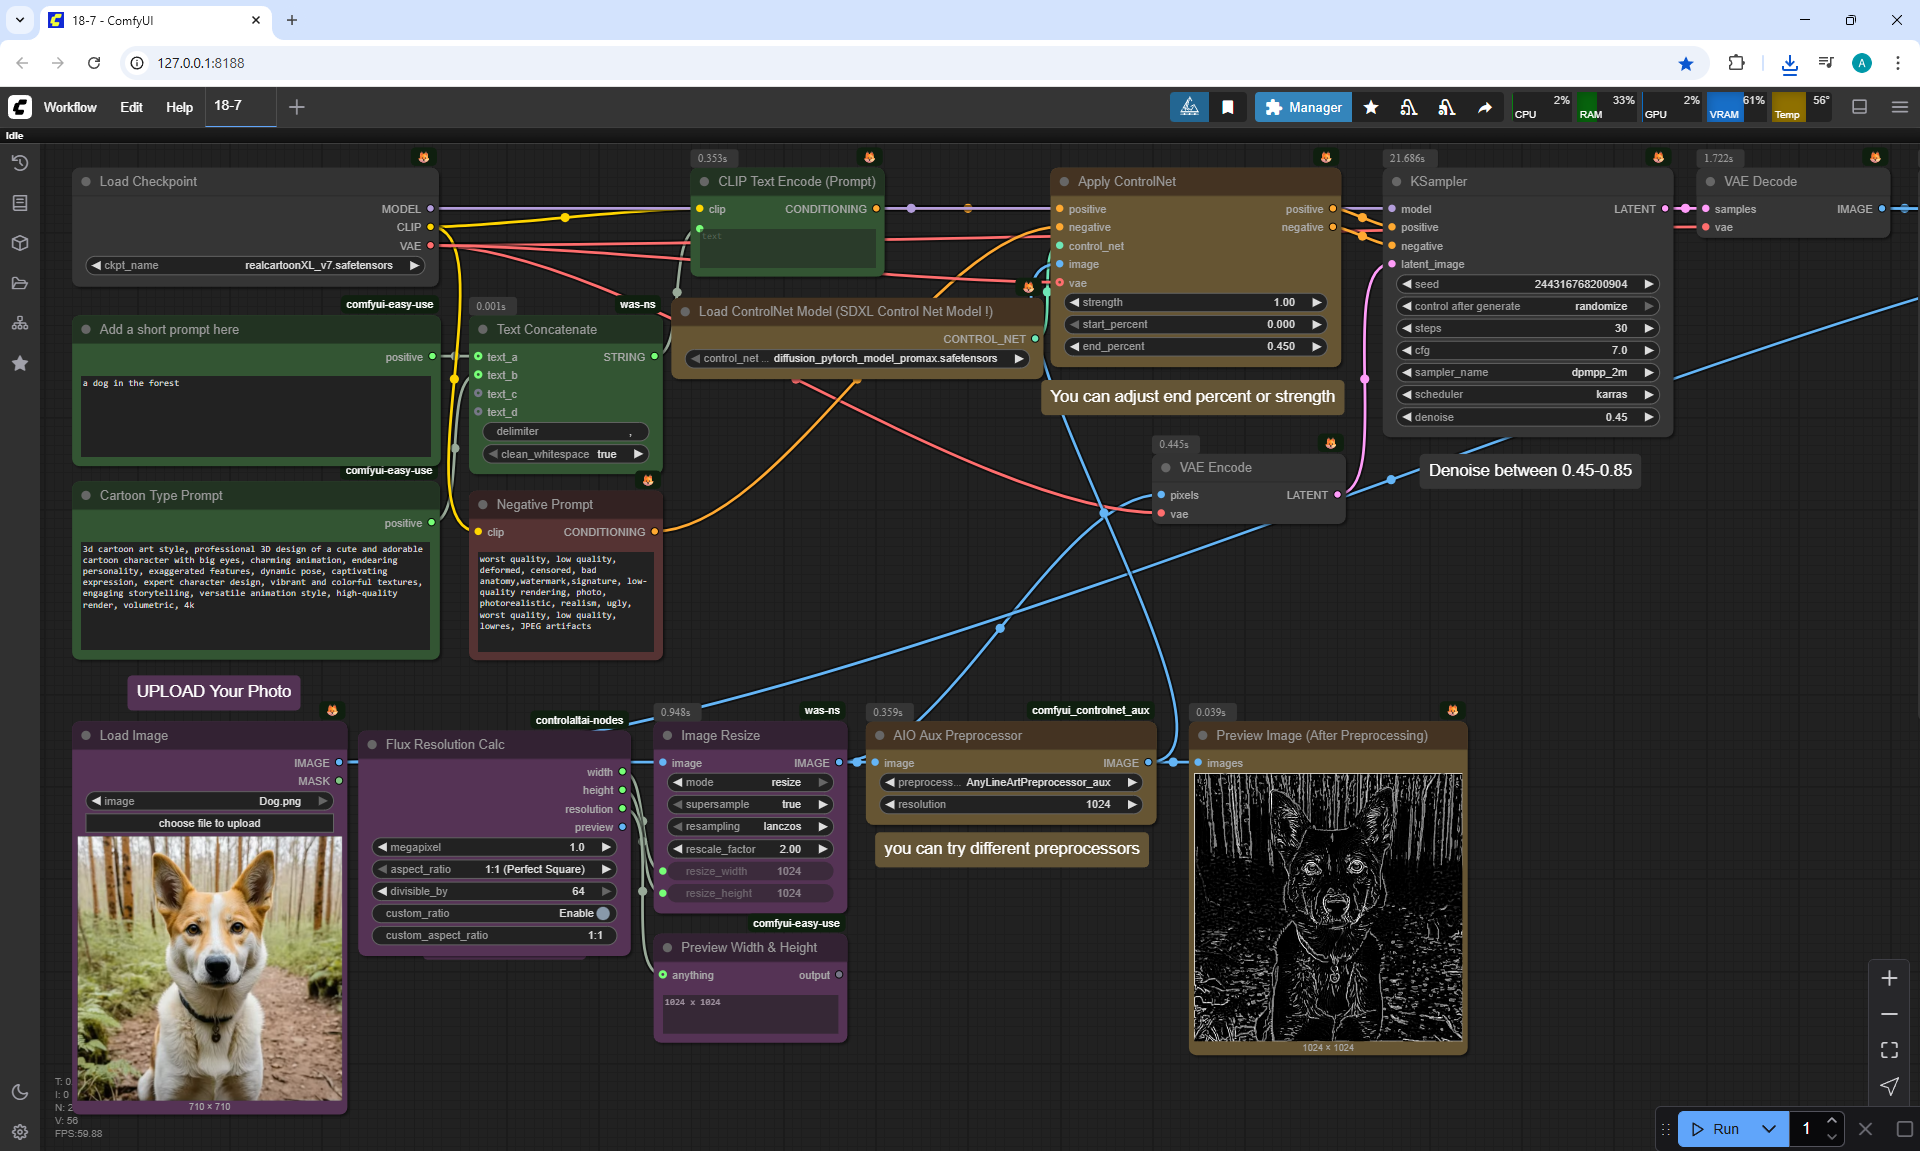 18-7 - ComfyUI
127.0.0.1:8188
A
Workflow
Edit
Help
18-7
Manager
CPU
2%
RAM
33%
GPU
2%
VRAM
61%
Temp
56°
Idle
Load Checkpoint
MODEL
CLIP
VAE
ckpt_name realcartoonXL_v7.safetensors
0.353s
CLIP Text Encode (Prompt)
clip CONDITIONING
text
Apply ControlNet
positive positive
negative negative
control_net
image
vae
strength 1.00
start_percent 0.000
end_percent 0.450
You can adjust end percent or strength
21.686s
KSampler
model LATENT
positive
negative
latent_image
seed 244316768200904
control after generate randomize
steps 30
cfg 7.0
sampler_name dpmpp_2m
scheduler karras
denoise 0.45
Denoise between 0.45-0.85
1.722s
VAE Decode
samples IMAGE
vae
comfyui-easy-use
Add a short prompt here
positive
a dog in the forest
0.001s
was-ns
Text Concatenate
text_a STRING
text_b
text_c
text_d
delimiter ,
clean_whitespace true
Load ControlNet Model (SDXL Control Net Model !)
CONTROL_NET
control_net ... diffusion_pytorch_model_promax.safetensors
0.445s
VAE Encode
pixels LATENT
vae
comfyui-easy-use
Cartoon Type Prompt
positive
3d cartoon art style, professional 3D design of a cute and adorable
cartoon character with big eyes, charming animation, endearing
personality, exaggerated features, dynamic pose, captivating
expression, expert character design, vibrant and colorful textures,
engaging storytelling, versatile animation style, high-quality
render, volumetric, 4k
Negative Prompt
clip CONDITIONING
worst quality, low quality,
deformed, censored, bad
anatomy,watermark,signature, low-
quality rendering, photo,
photorealistic, realism, ugly,
worst quality, low quality,
lowres, JPEG artifacts
UPLOAD Your Photo
Load Image
IMAGE
MASK
image Dog.png
choose file to upload
710 × 710
controlaltai-nodes
Flux Resolution Calc
width
height
resolution
preview
megapixel 1.0
aspect_ratio 1:1 (Perfect Square)
divisible_by 64
custom_ratio Enable
custom_aspect_ratio 1:1
0.948s
was-ns
Image Resize
image IMAGE
mode resize
supersample true
resampling lanczos
rescale_factor 2.00
resize_width 1024
resize_height 1024
comfyui-easy-use
Preview Width & Height
anything output
1024 x 1024
0.359s
comfyui_controlnet_aux
AIO Aux Preprocessor
image IMAGE
preprocess... AnyLineArtPreprocessor_aux
resolution 1024
you can try different preprocessors
0.039s
Preview Image (After Preprocessing)
images
1024 × 1024
T: 0.
I: 0
N: 2
V: 56
FPS:59.88
Run
1